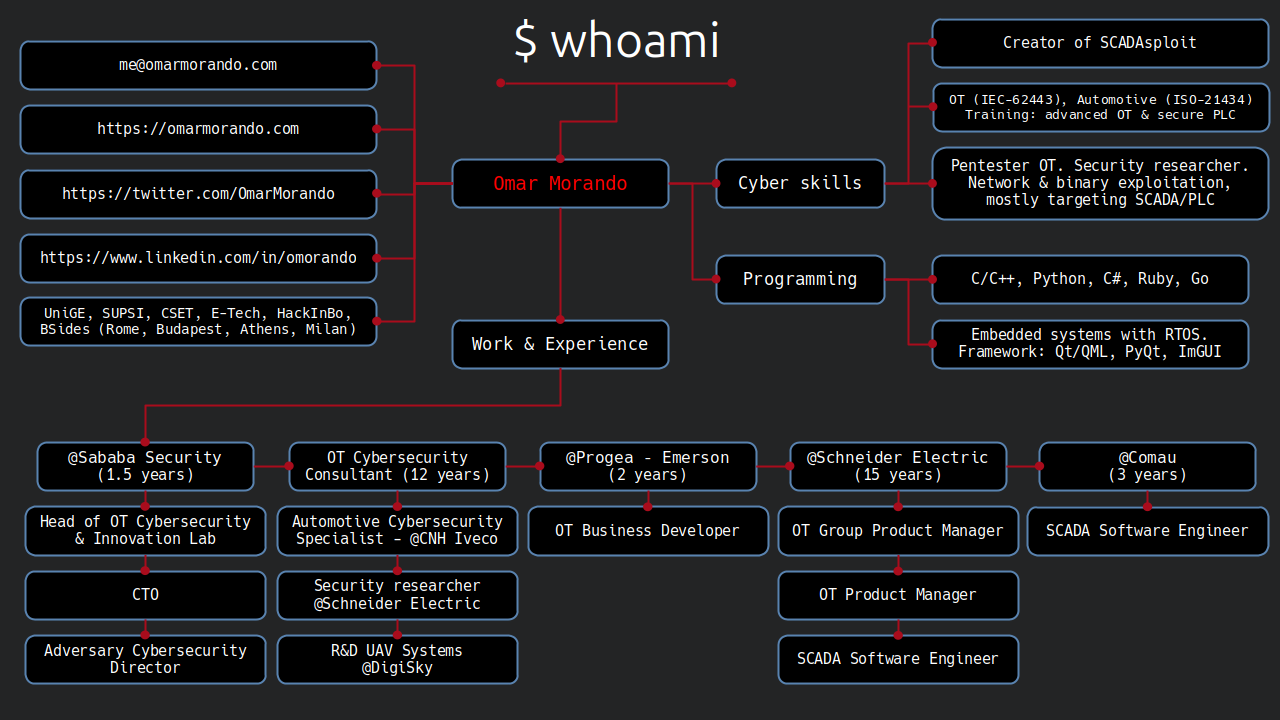 $ whoami
me@omarmorando.com
https://omarmorando.com
https://twitter.com/OmarMorando
https://www.linkedin.com/in/omorando
UniGE, SUPSI, CSET, E-Tech, HackInBo,
BSides (Rome, Budapest, Athens, Milan)
Omar Morando
Cyber skills
Creator of SCADAsploit
OT (IEC-62443), Automotive (ISO-21434)
Training: advanced OT & secure PLC
Pentester OT. Security researcher.
Network & binary exploitation,
mostly targeting SCADA/PLC
Programming
C/C++, Python, C#, Ruby, Go
Embedded systems with RTOS.
Framework: Qt/QML, PyQt, ImGUI
Work & Experience
@Sababa Security
(1.5 years)
Head of OT Cybersecurity
& Innovation Lab
CTO
Adversary Cybersecurity
Director
OT Cybersecurity
Consultant (12 years)
Automotive Cybersecurity
Specialist - @CNH Iveco
Security researcher
@Schneider Electric
R&D UAV Systems
@DigiSky
@Progea - Emerson
(2 years)
OT Business Developer
@Schneider Electric
(15 years)
OT Group Product Manager
OT Product Manager
SCADA Software Engineer
@Comau
(3 years)
SCADA Software Engineer